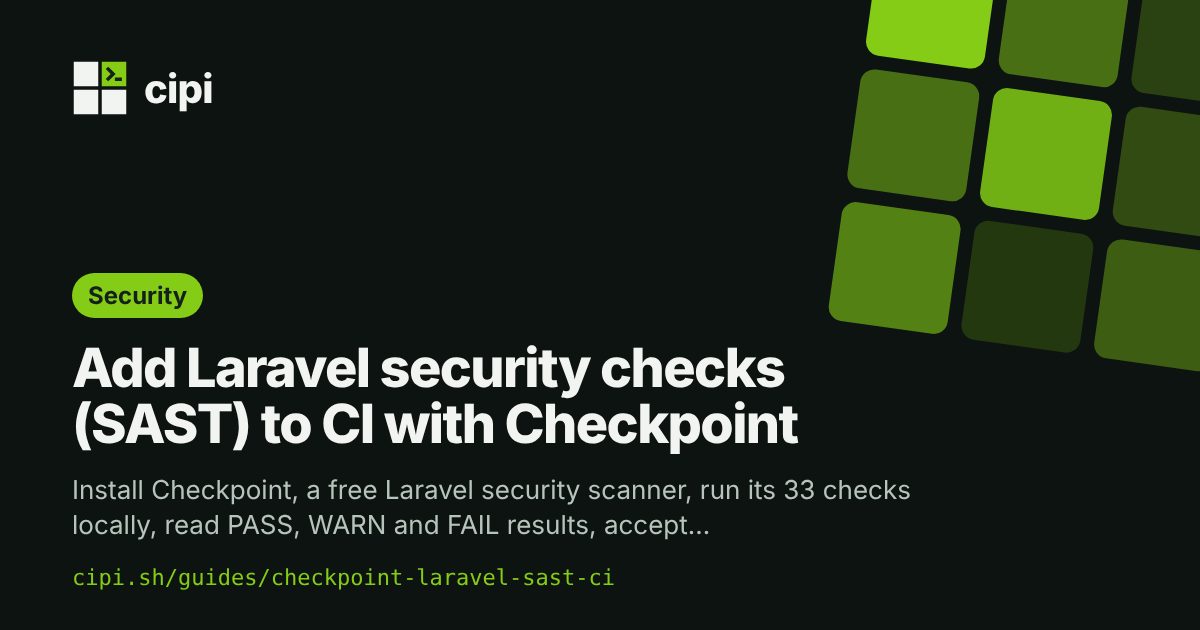 cipi
Security
Add Laravel security checks
(SAST) to CI with Checkpoint
Install Checkpoint, a free Laravel security scanner, run its 33 checks
locally, read PASS, WARN and FAIL results, accept...
cipi.sh/guides/checkpoint-laravel-sast-ci